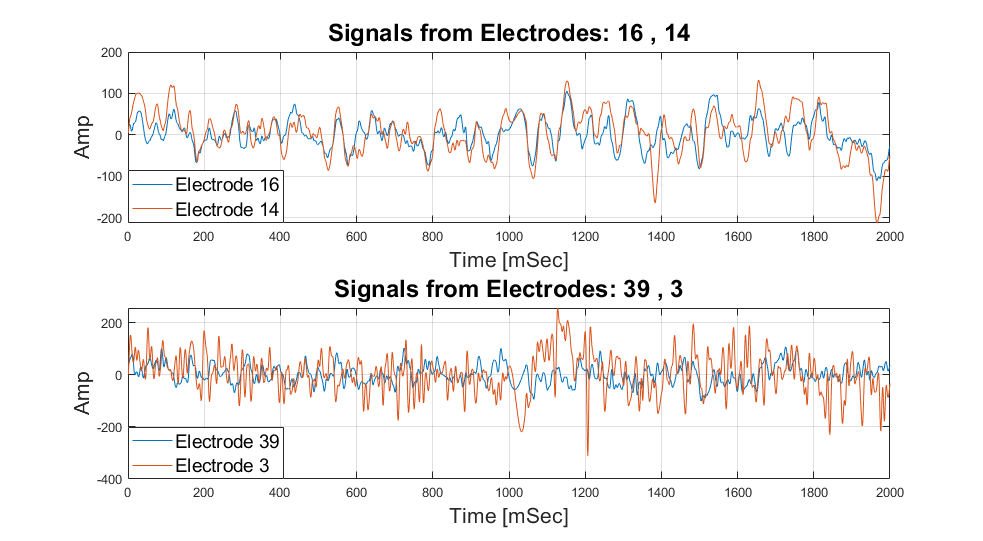 Signals from Electrodes: 16 , 14
200
100
0
-100
-200
Amp
Electrode 16
Electrode 14
0 200 400 600 800 1000 1200 1400 1600 1800 2000
Time [mSec]
Signals from Electrodes: 39 , 3
200
0
-200
-400
Amp
Electrode 39
Electrode 3
0 200 400 600 800 1000 1200 1400 1600 1800 2000
Time [mSec]